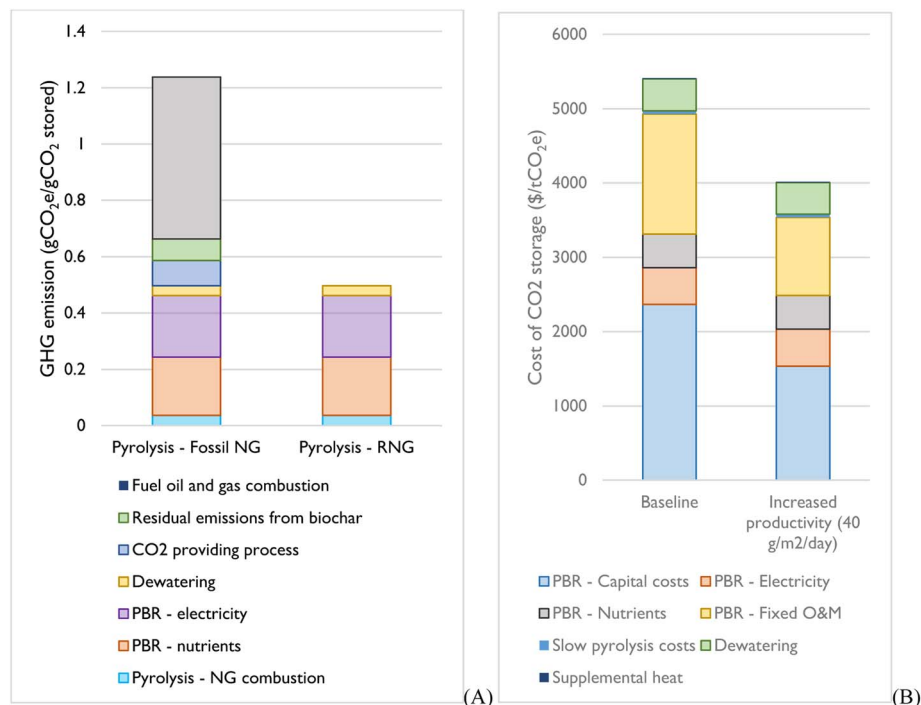 GHG emission (gCO₂e/gCO₂ stored)
1.4
1.2
1
0.8
0.6
0.4
0.2
0
Pyrolysis - Fossil NG
Pyrolysis - RNG
Fuel oil and gas combustion
Residual emissions from biochar
CO2 providing process
Dewatering
PBR - electricity
PBR - nutrients
Pyrolysis - NG combustion
(A)
Cost of CO2 storage ($/tCO₂e)
6000
5000
4000
3000
2000
1000
0
Baseline
Increased
productivity (40
g/m2/day)
PBR - Capital costs
PBR - Electricity
PBR - Nutrients
PBR - Fixed O&M
Slow pyrolysis costs
Dewatering
Supplemental heat
(B)